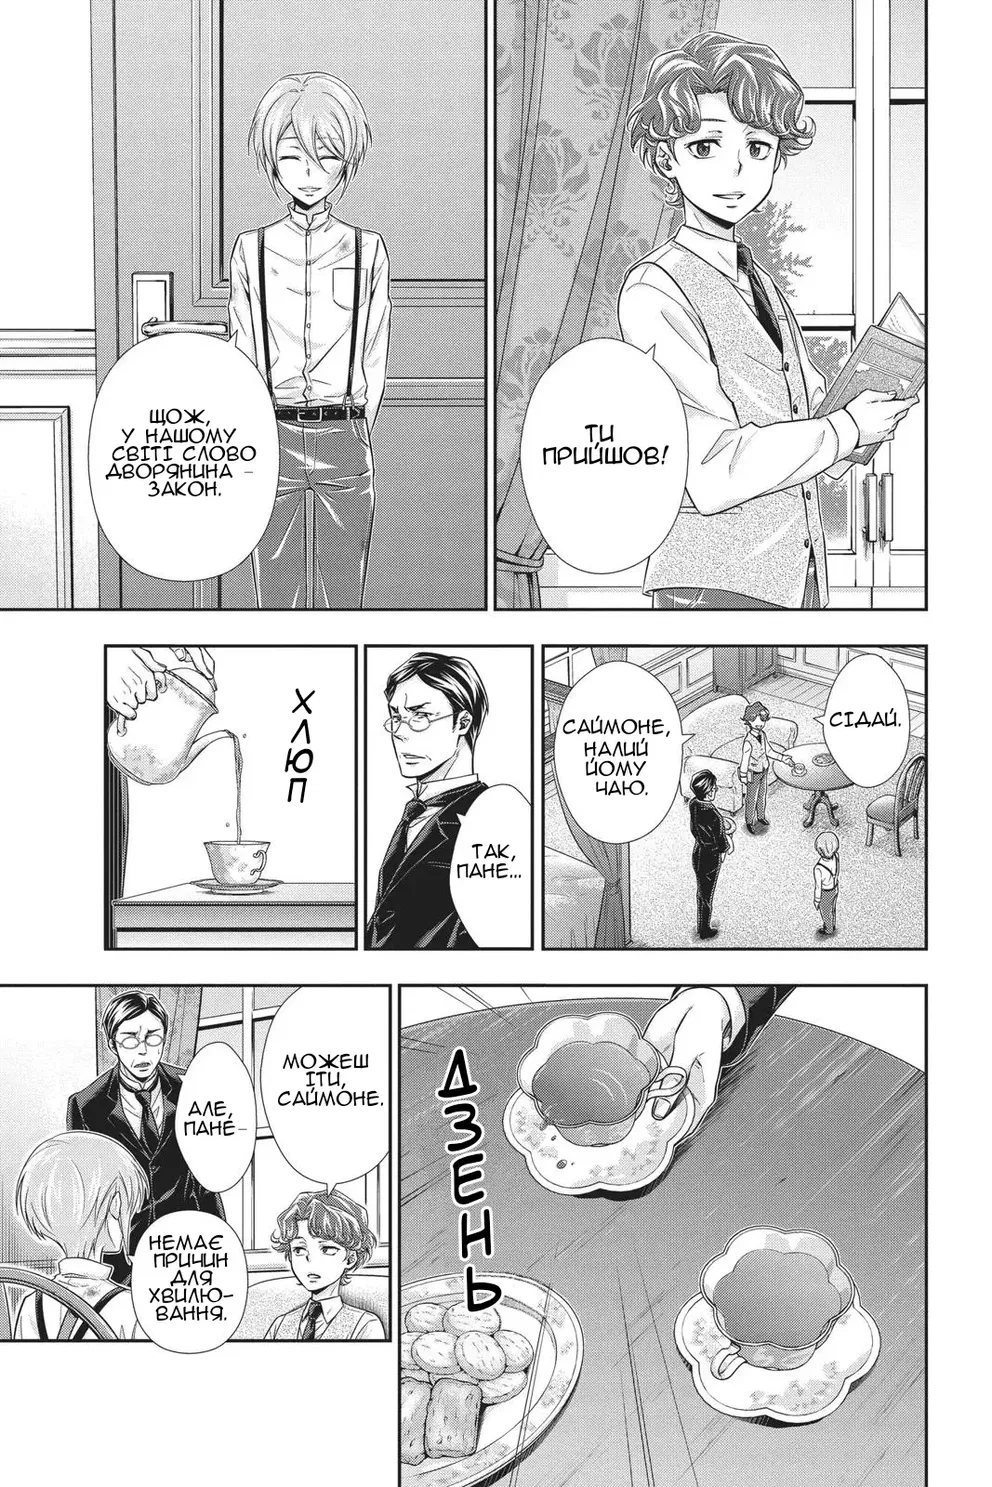 ТИ
ПРИЙШОВ!
ЩОЖ,
У НАШОМУ
СВІТІ СЛОВО
ДВОРЯНИНА –
ЗАКОН.
СІДАЙ.
САЙМОНЕ,
НАЛИЙ
ЙОМУ
ЧАЮ.
ТАК,
ПАНЕ...
ХЛЮП
ДЗЕНЬ
МОЖЕШ
ІТИ,
САЙМОНЕ.
АЛЕ,
ПАНЕ–
НЕМАЄ
ПРИЧИН
ДЛЯ
ХВИЛЮ-
ВАННЯ.